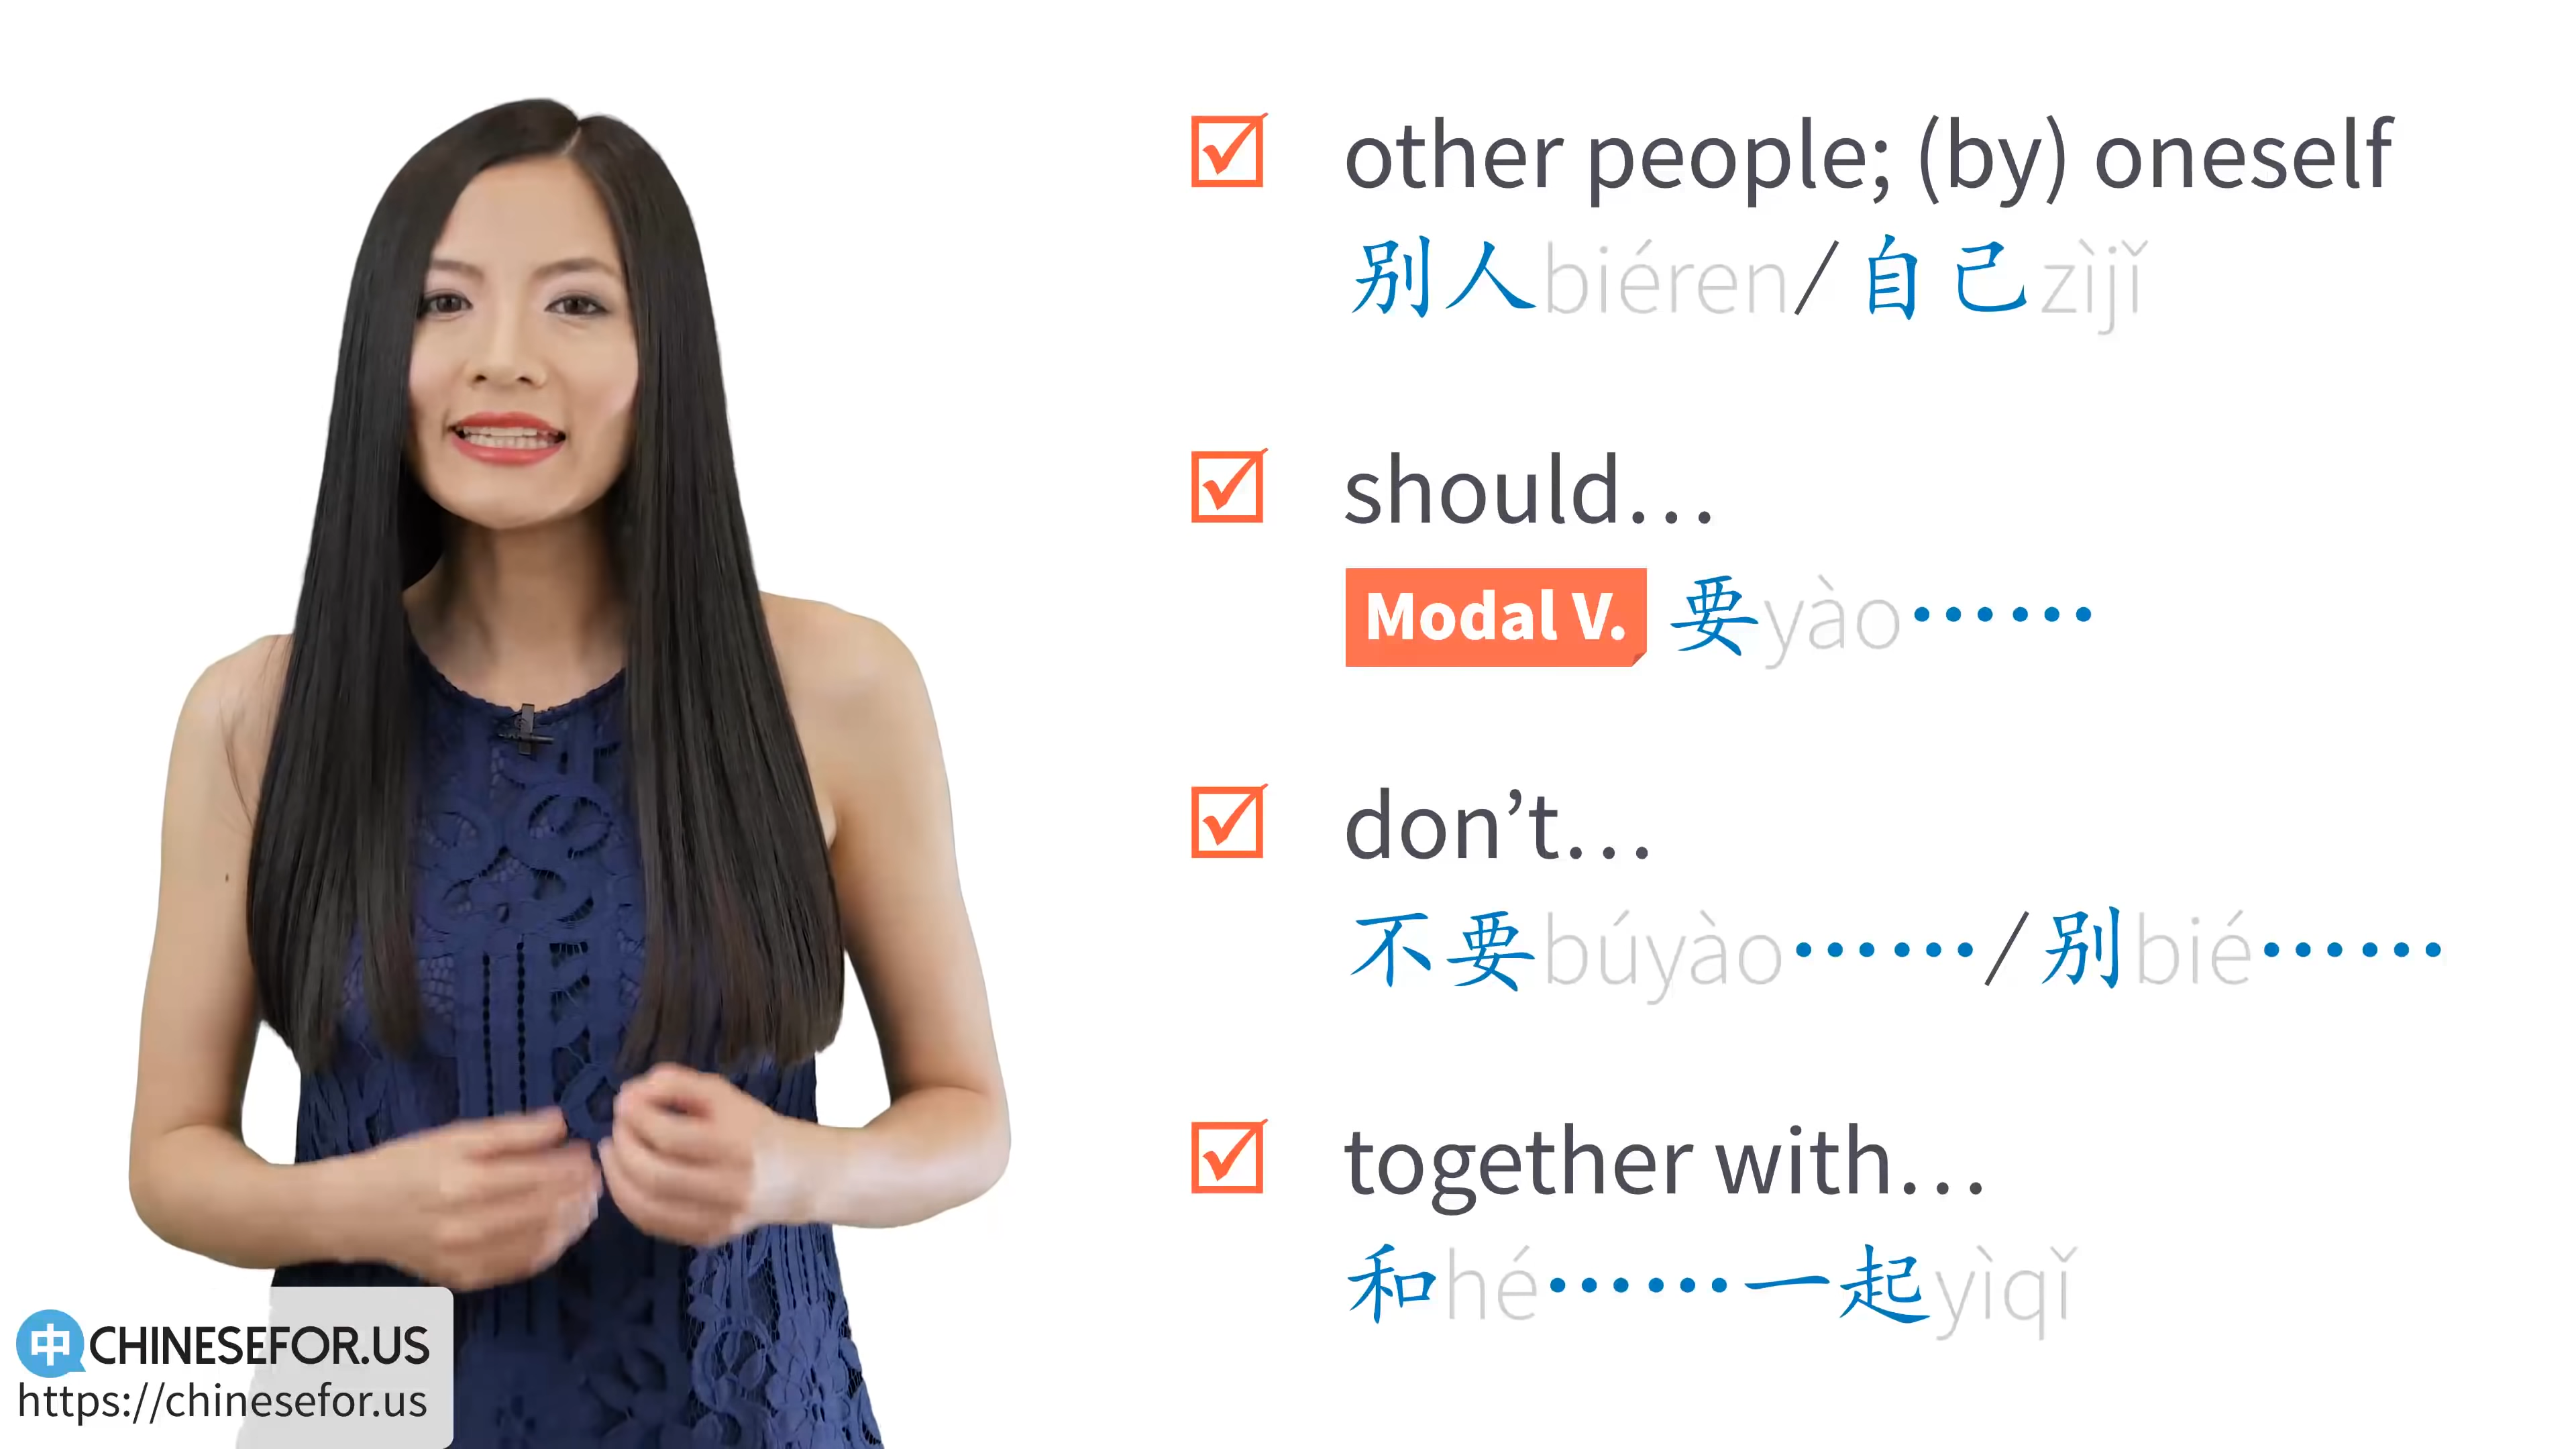 other people; (by) oneself
别人biéren/自己zìjǐ
should…
Modal V. 要yào……
don’t…
不要búyào……/别bié……
together with…
和hé……一起yìqǐ
中 CHINESEFOR.US
https://chinesefor.us